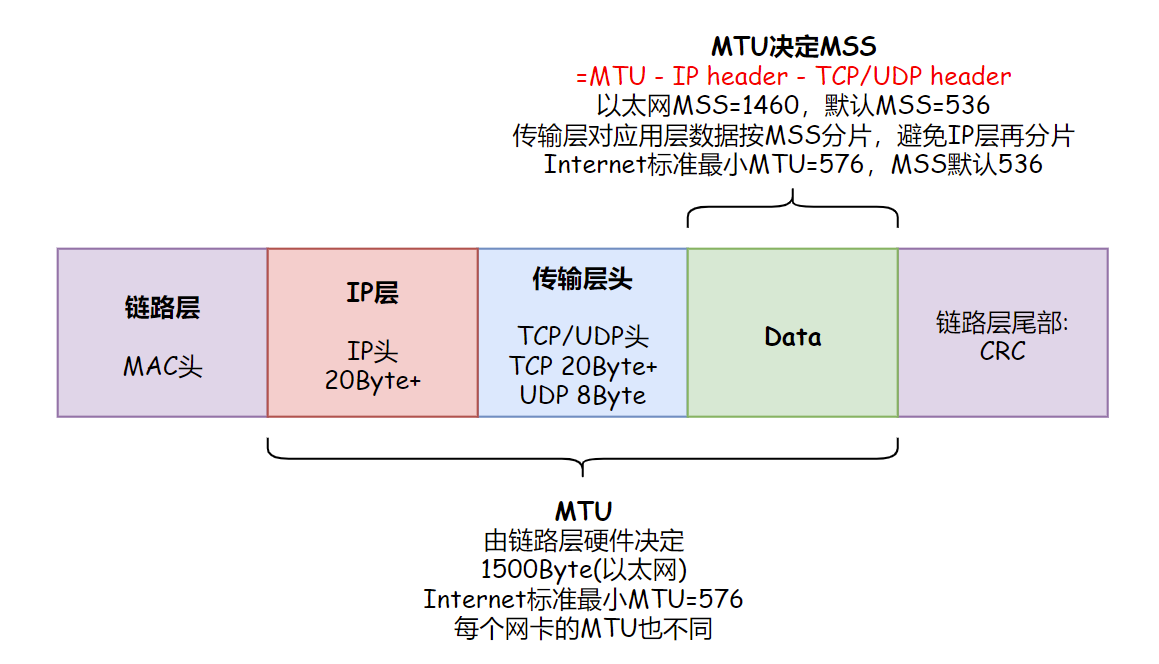 MTU决定MSS
=MTU - IP header - TCP/UDP header
以太网MSS=1460，默认MSS=536
传输层对应用层数据按MSS分片，避免IP层再分片
Internet标准最小MTU=576，MSS默认536
链路层
MAC头
IP层
IP头
20Byte+
传输层头
TCP/UDP头
TCP 20Byte+
UDP 8Byte
Data
链路层尾部:
CRC
MTU
由链路层硬件决定
1500Byte(以太网)
Internet标准最小MTU=576
每个网卡的MTU也不同